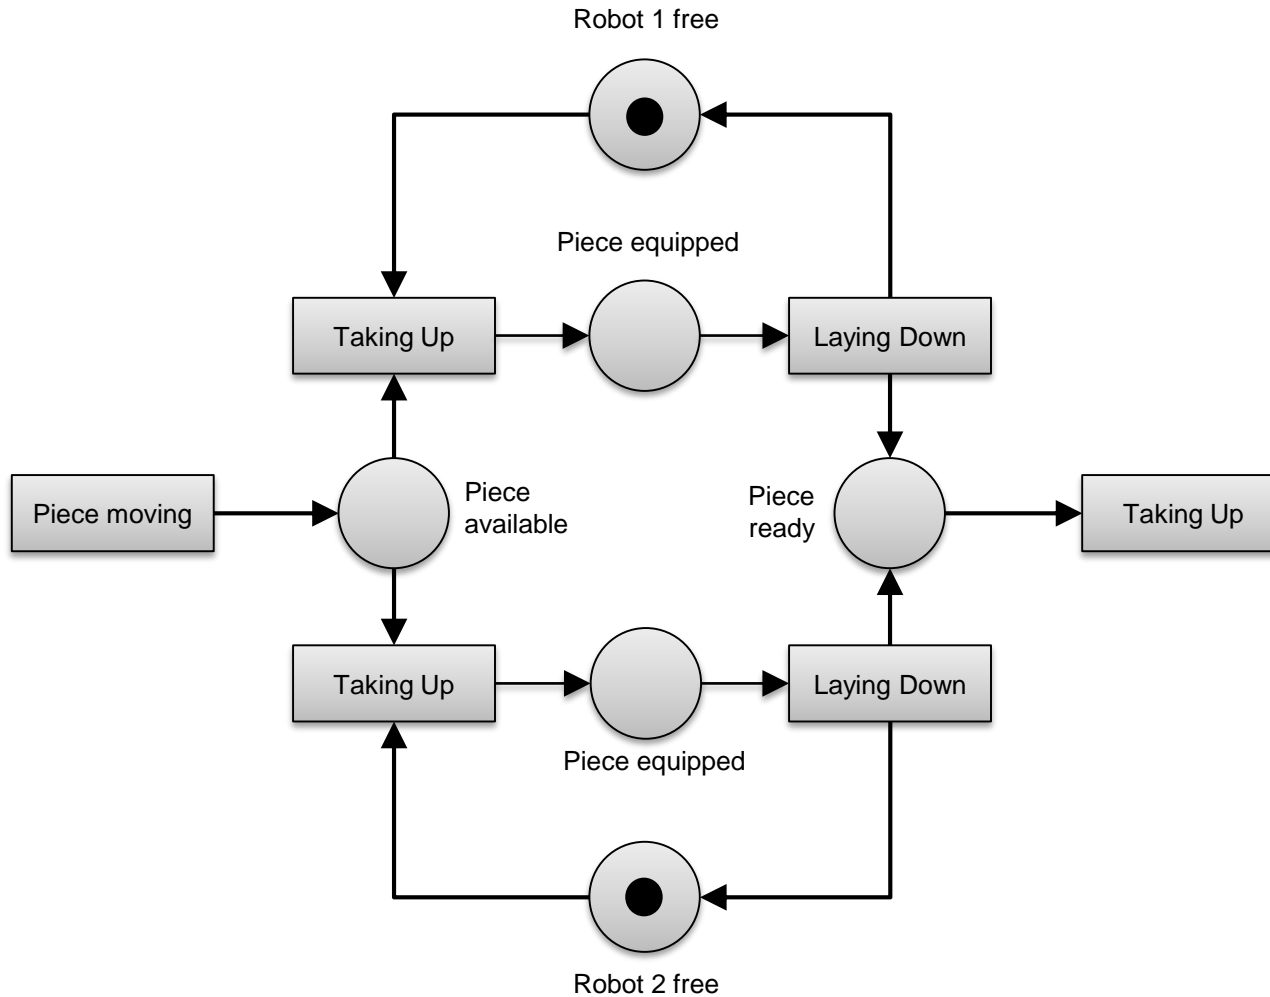 Robot 1 free
Piece equipped
Taking Up
Laying Down
Piece moving
Piece
available
Piece
ready
Taking Up
Taking Up
Laying Down
Piece equipped
Robot 2 free